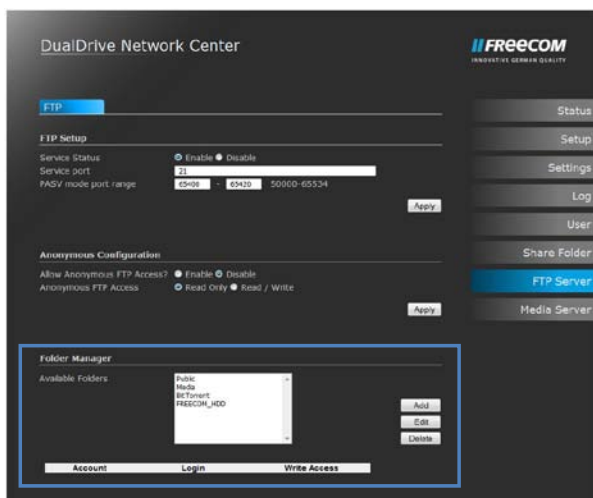 DualDrive Network Center
FREECOM
INNOVATIVE GERMAN QUALITY
FTP
FTP Setup
Service Status Enable Disable
Service port 21
PASV mode port range 65400 - 65420 50000-65534
Apply
Anonymous Configuration
Allow Anonymous FTP Access? Enable Disable
Anonymous FTP Access Read Only Read / Write
Apply
Folder Manager
Available Folders
Public
Media
BitTorrent
FREECOM_HDD
Add
Edit
Delete
Account Login Write Access
Status
Setup
Settings
Log
User
Share Folder
FTP Server
Media Server